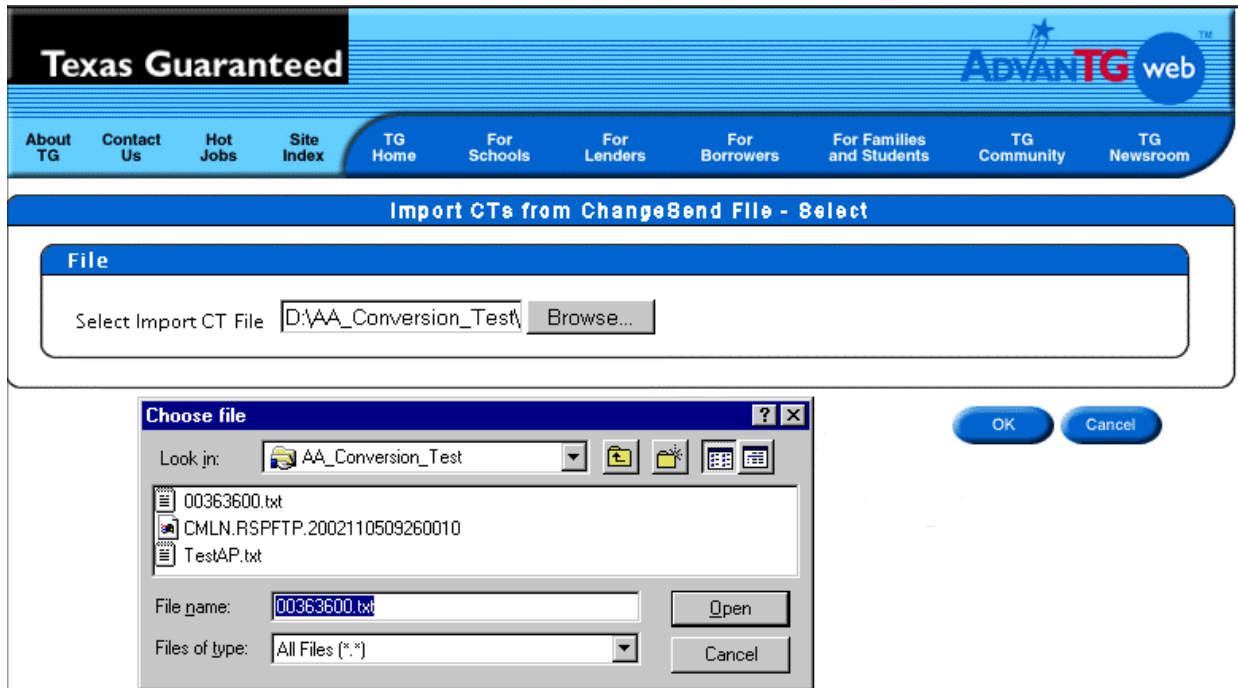 Texas Guaranteed
ADVANTG web TM
About TG
Contact Us
Hot Jobs
Site Index
TG Home
For Schools
For Lenders
For Borrowers
For Families and Students
TG Community
TG Newsroom
Import CTs from ChangeSend File - Select
File
Select Import CT File D:\AA_Conversion_Test\ Browse...
OK Cancel
Choose file
Look in: AA_Conversion_Test
00363600.txt
CMLN.RSPFTP.2002110509260010
TestAP.txt
File name: 00363600.txt Open
Files of type: All Files (*.*) Cancel